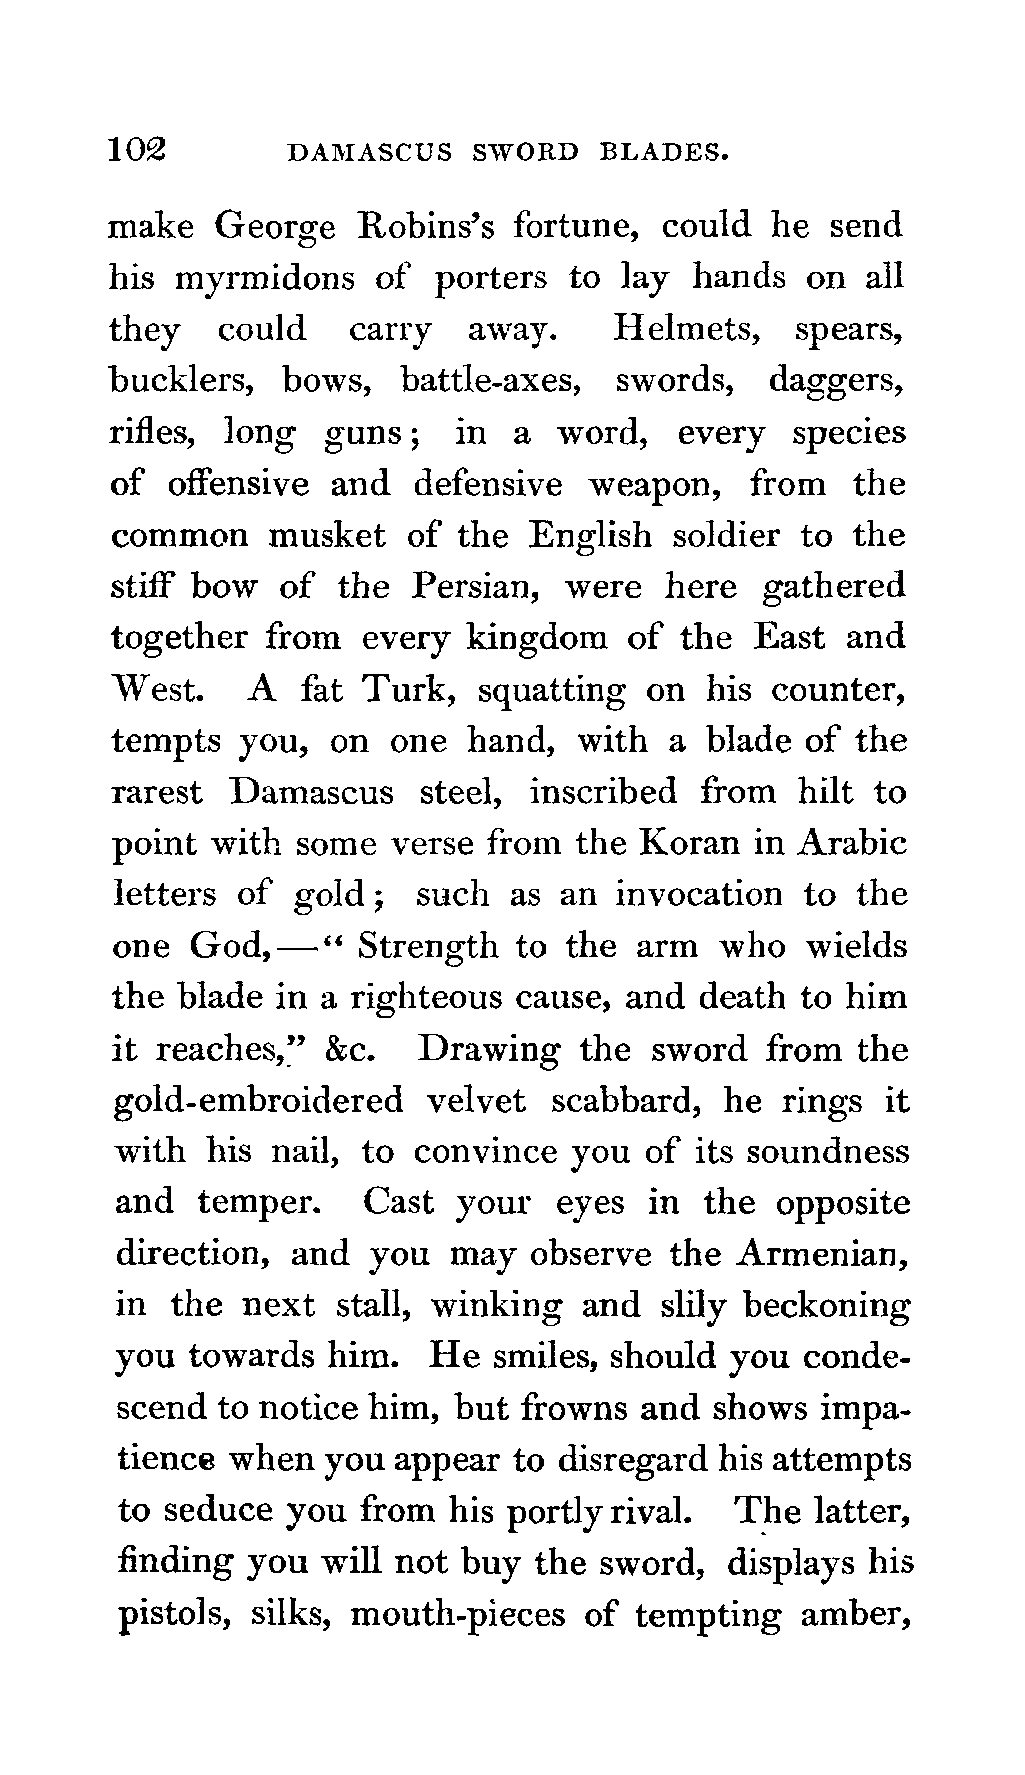 102 DAMASCUS SWORD BLADES.
make George Robins's fortune, could he send
his myrmidons of porters to lay hands on all
they could carry away. Helmets, spears,
bucklers, bows, battle-axes, swords, daggers,
rifles, long guns; in a word, every species
of offensive and defensive weapon, from the
common musket of the English soldier to the
stiff bow of the Persian, were here gathered
together from every kingdom of the East and
West. A fat Turk, squatting on his counter,
tempts you, on one hand, with a blade of the
rarest Damascus steel, inscribed from hilt to
point with some verse from the Koran in Arabic
letters of gold; such as an invocation to the
one God,—“ Strength to the arm who wields
the blade in a righteous cause, and death to him
it reaches,” &c. Drawing the sword from the
gold-embroidered velvet scabbard, he rings it
with his nail, to convince you of its soundness
and temper. Cast your eyes in the opposite
direction, and you may observe the Armenian,
in the next stall, winking and slily beckoning
you towards him. He smiles, should you conde-
scend to notice him, but frowns and shows impa-
tience when you appear to disregard his attempts
to seduce you from his portly rival. The latter,
finding you will not buy the sword, displays his
pistols, silks, mouth-pieces of tempting amber,